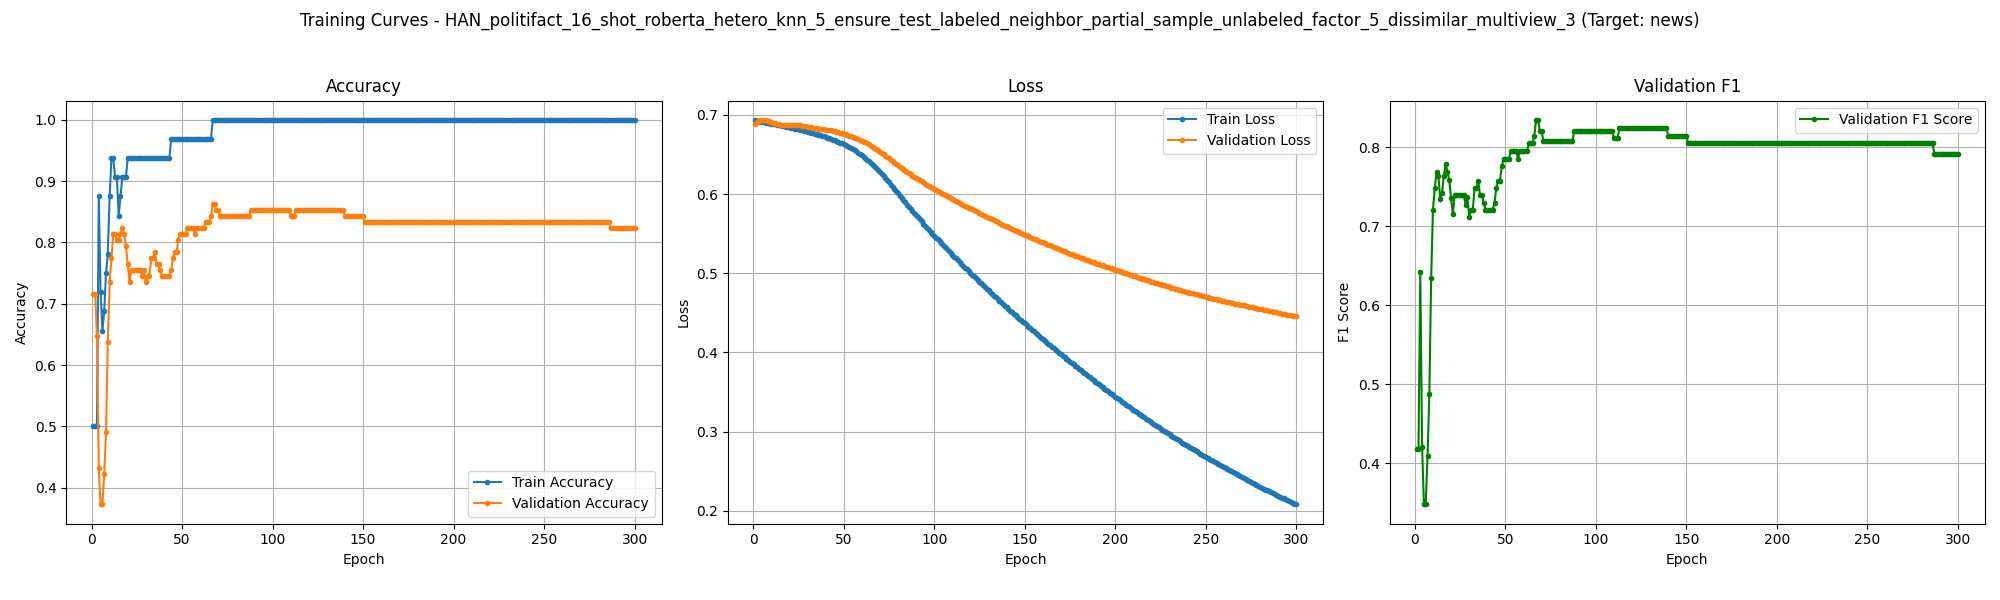 Training Curves - HAN_politifact_16_shot_roberta_hetero_knn_5_ensure_test_labeled_neighbor_partial_sample_unlabeled_factor_5_dissimilar_multiview_3 (Target: news)
Accuracy
1.0
0.9
0.8
0.7
0.6
0.5
0.4
Accuracy
0
50
100
150
200
250
300
Epoch
Train Accuracy
Validation Accuracy
Loss
0.7
0.6
0.5
0.4
0.3
0.2
Loss
0
50
100
150
200
250
300
Epoch
Train Loss
Validation Loss
Validation F1
0.8
0.7
0.6
0.5
0.4
F1 Score
0
50
100
150
200
250
300
Epoch
Validation F1 Score